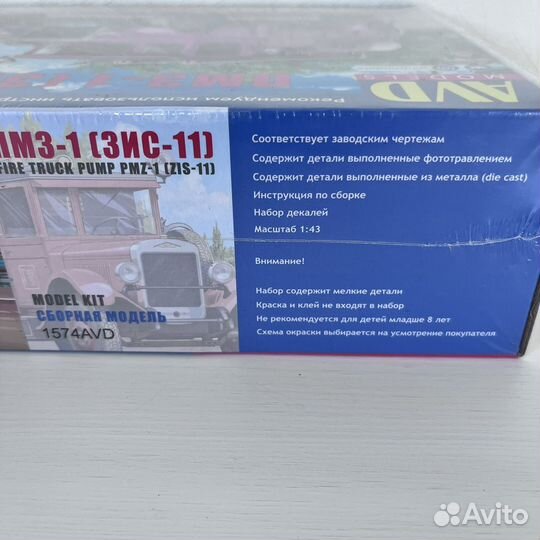 AVD
MODELS
Рекомендуем использовать
ПМЗ-1 (ЗИС-11)
FIRE TRUCK PUMP PMZ-1 (ZIS-11)
MODEL KIT
СБОРНАЯ МОДЕЛЬ
1574AVD
Соответствует заводским чертежам
Содержит детали выполненные фототравлением
Содержит детали выполненные из металла (die cast)
Инструкция по сборке
Набор декалей
Масштаб 1:43
Внимание!
Набор содержит мелкие детали
Краска и клей не входят в набор
Не рекомендуется для детей младше 8 лет
Схема окраски выбирается на усмотрение покупателя
Avito